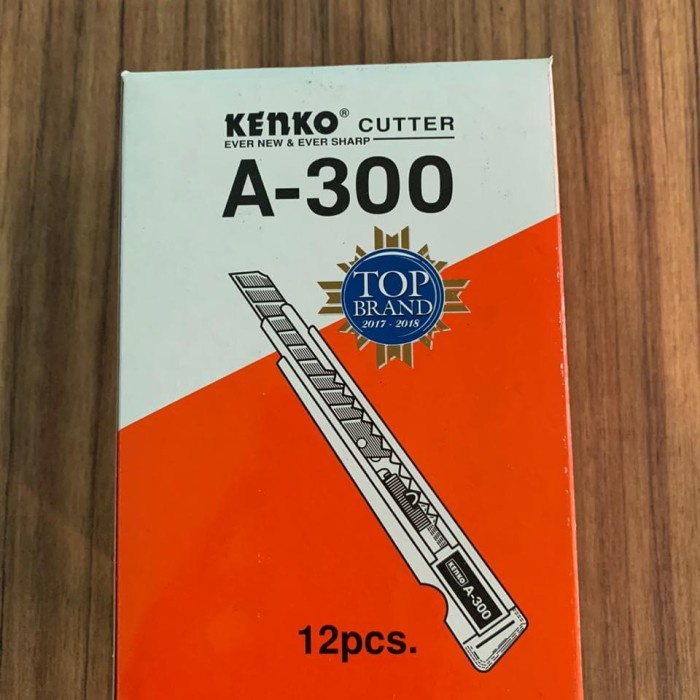 KENKO® CUTTER
EVER NEW & EVER SHARP
A-300
TOP
BRAND
2017 - 2018
KENKO A-300
12pcs.